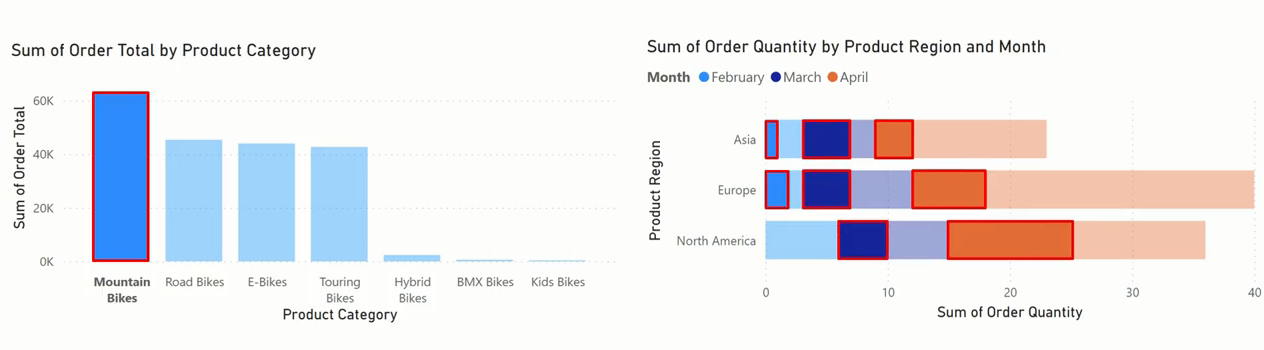 Sum of Order Total by Product Category
Sum of Order Total
60K
40K
20K
0K
Mountain
Bikes
Road Bikes
E-Bikes
Touring
Bikes
Hybrid
Bikes
BMX Bikes
Kids Bikes
Product Category
Sum of Order Quantity by Product Region and Month
Month February March April
Product Region
Asia
Europe
North America
0 10 20 30 40
Sum of Order Quantity